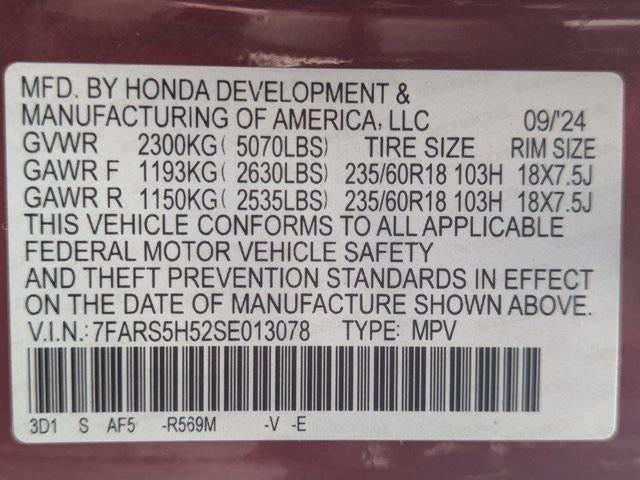 MFD. BY HONDA DEVELOPMENT &
MANUFACTURING OF AMERICA, LLC 09/'24
GVWR 2300KG( 5070LBS) TIRE SIZE RIM SIZE
GAWR F 1193KG( 2630LBS) 235/60R18 103H 18X7.5J
GAWR R 1150KG( 2535LBS) 235/60R18 103H 18X7.5J
THIS VEHICLE CONFORMS TO ALL APPLICABLE
FEDERAL MOTOR VEHICLE SAFETY
AND THEFT PREVENTION STANDARDS IN EFFECT
ON THE DATE OF MANUFACTURE SHOWN ABOVE.
V.I.N.: 7FARS5H52SE013078 TYPE: MPV
3D1 S AF5 -R569M -V -E